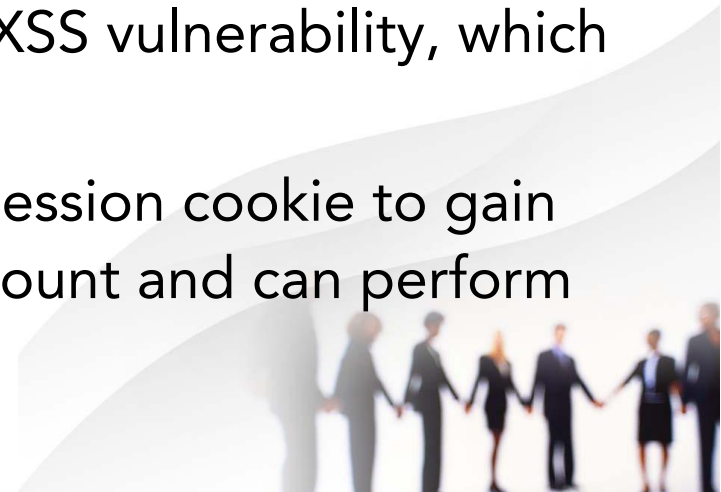 XSS vulnerability, which
ession cookie to gain
ount and can perform